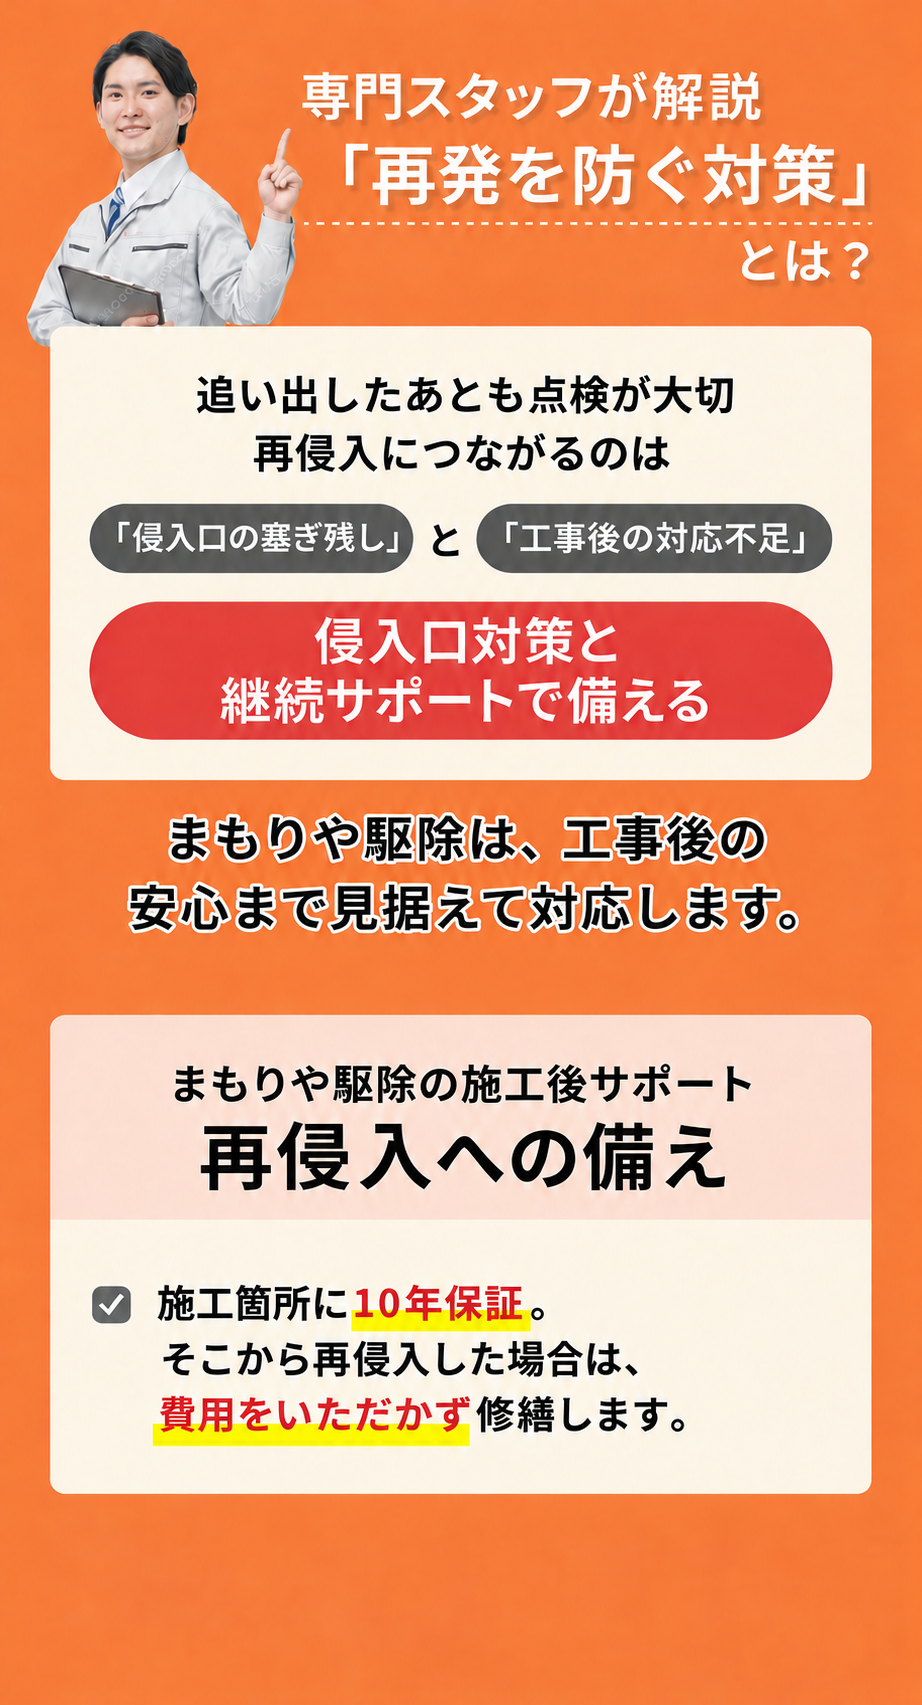 専門スタッフが解説
「再発を防ぐ対策」
とは？
追い出したあとも点検が大切
再侵入につながるのは
「侵入口の塞ぎ残し」と「工事後の対応不足」
侵入口対策と
継続サポートで備える
まもりや駆除は、工事後の
安心まで見据えて対応します。
まもりや駆除の施工後サポート
再侵入への備え
施工箇所に10年保証。
そこから再侵入した場合は、
費用をいただかず修繕します。